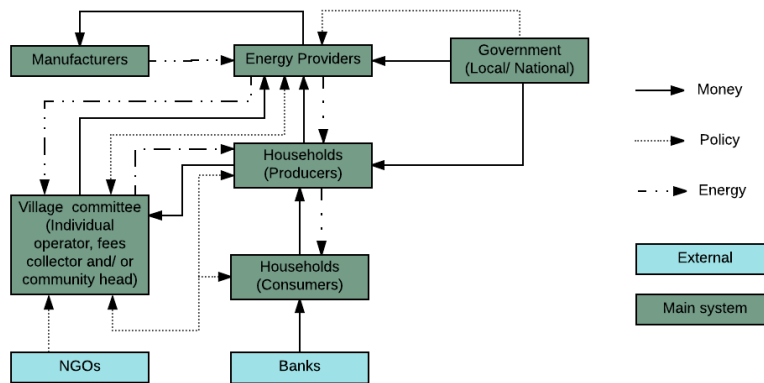 Manufacturers
Energy Providers
Government
(Local/ National)
Money
Policy
Households
(Producers)
Energy
Village committee
(Individual
operator, fees
collector and/ or
community head)
External
Households
(Consumers)
Main system
NGOs
Banks